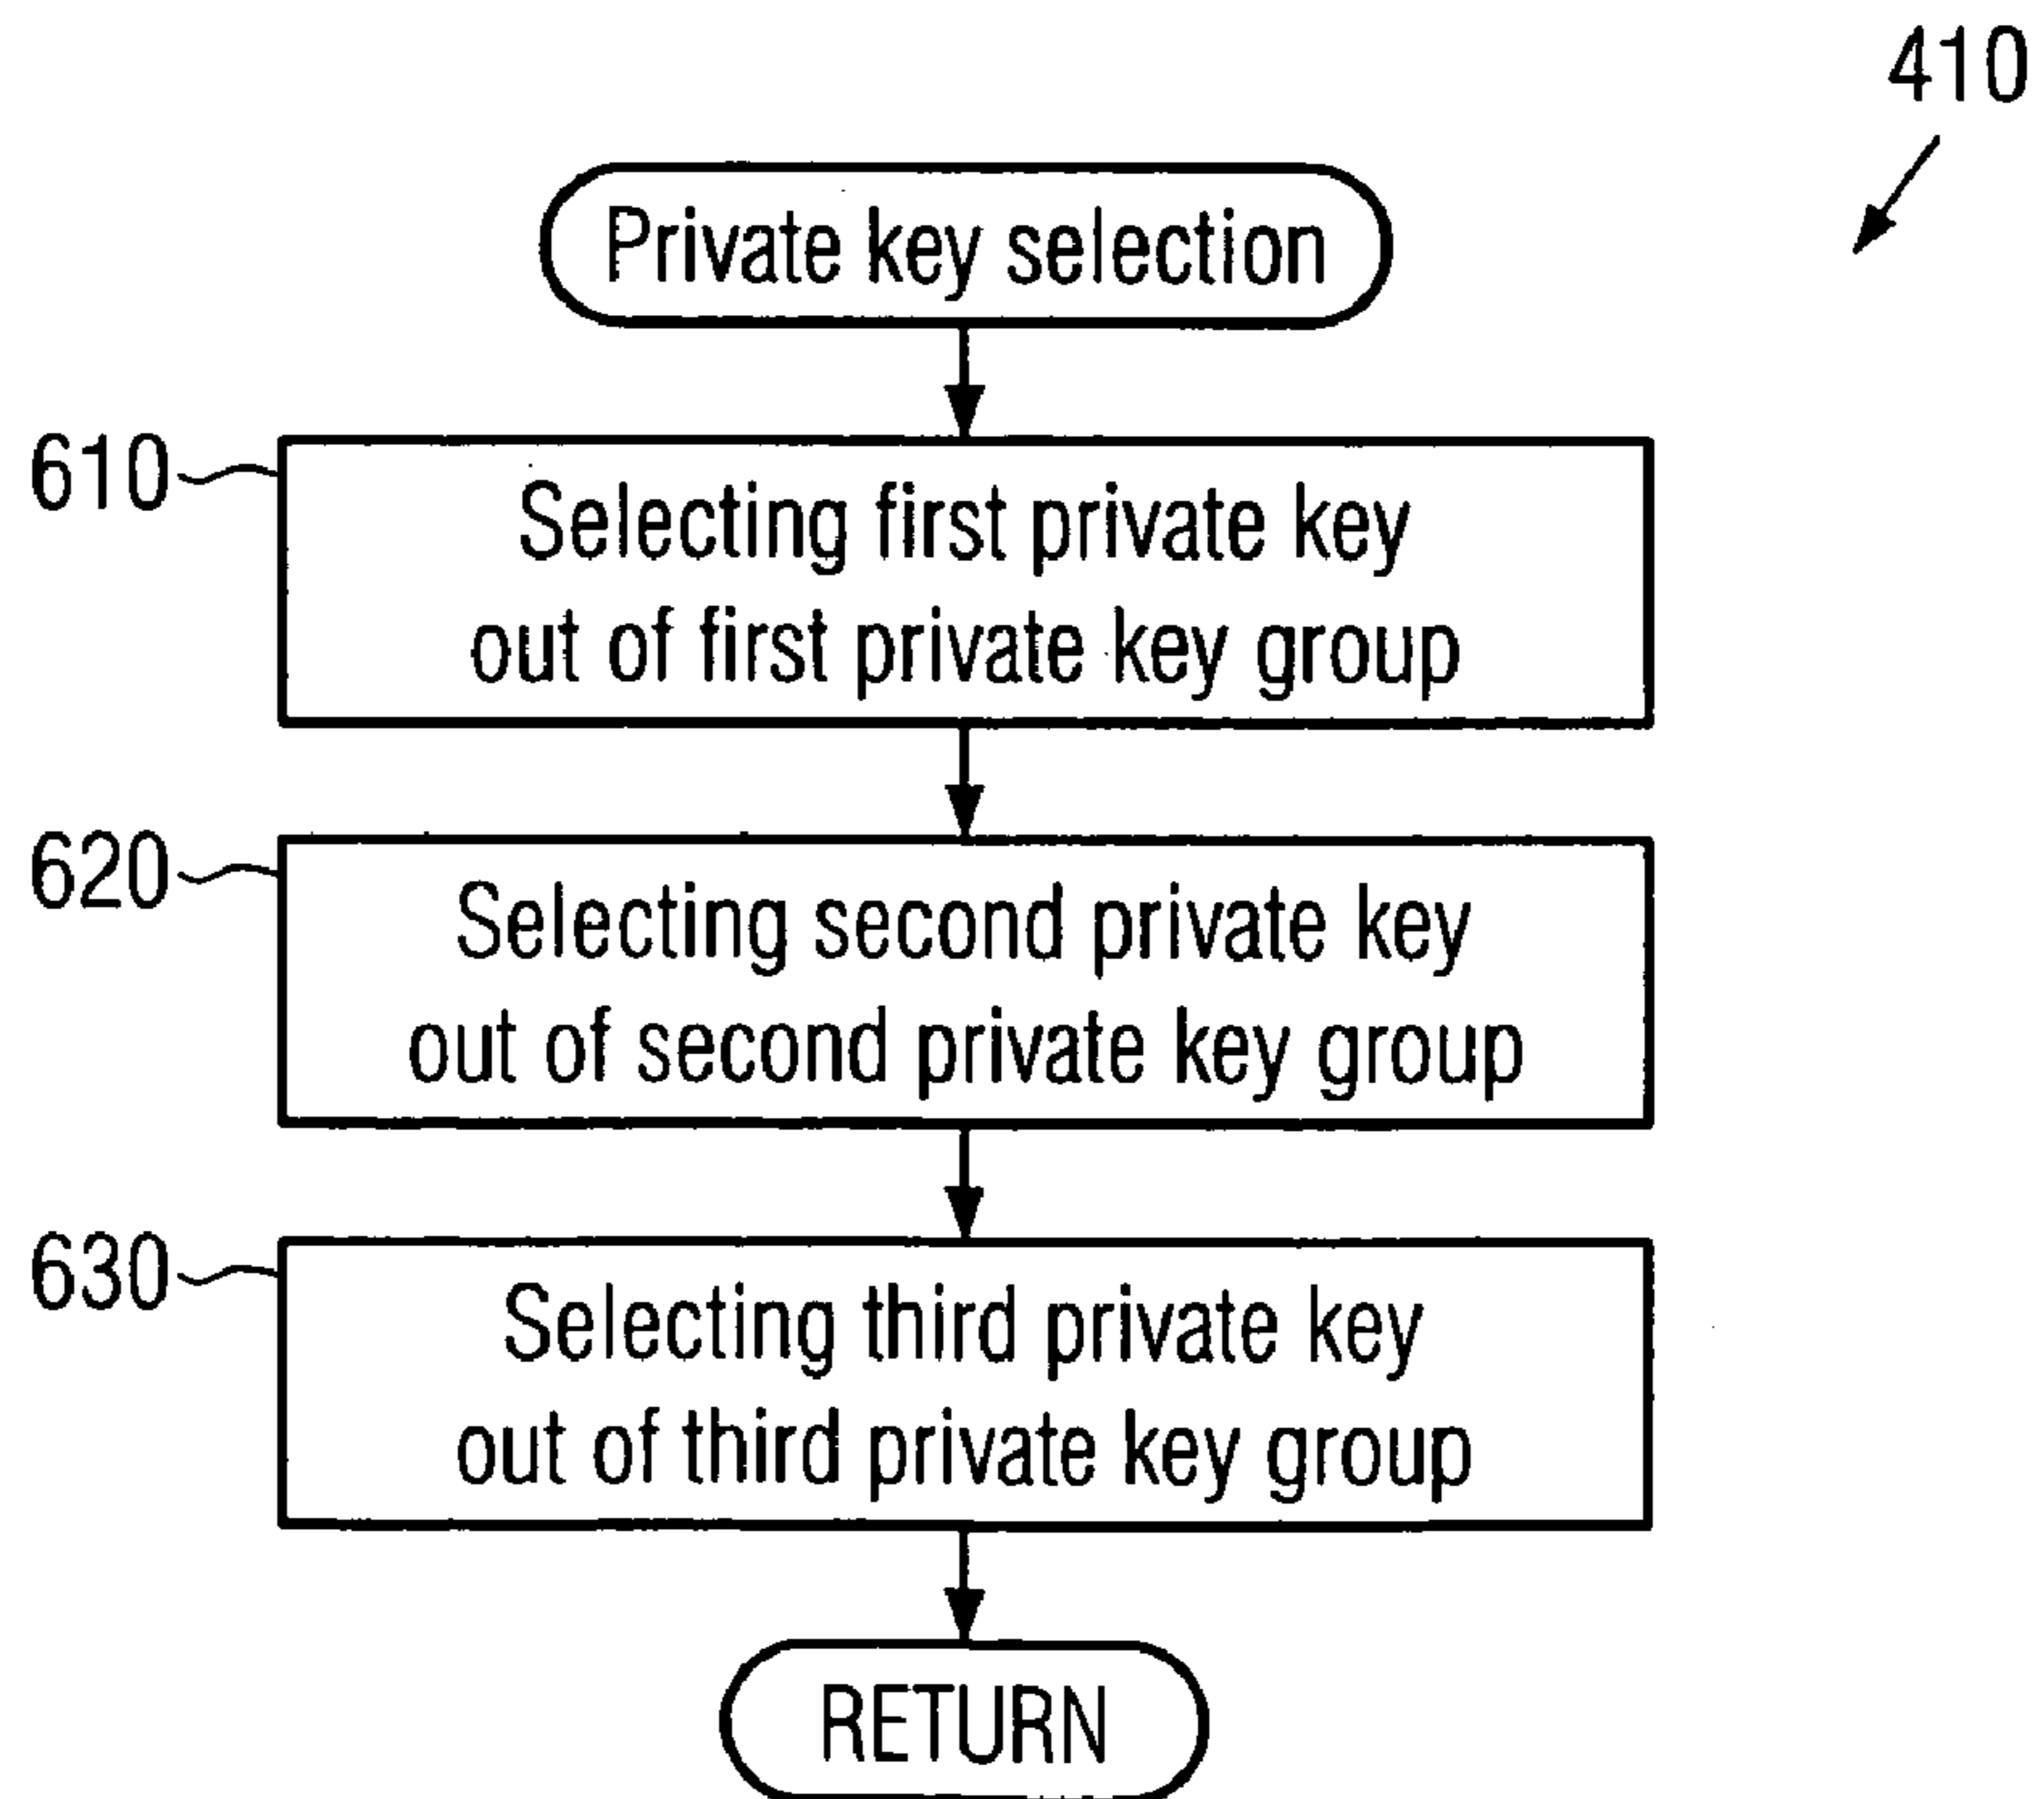 410
Private key selection
610
Selecting first private key
out of first private key group
620
Selecting second private key
out of second private key group
630
Selecting third private key
out of third private key group
RETURN